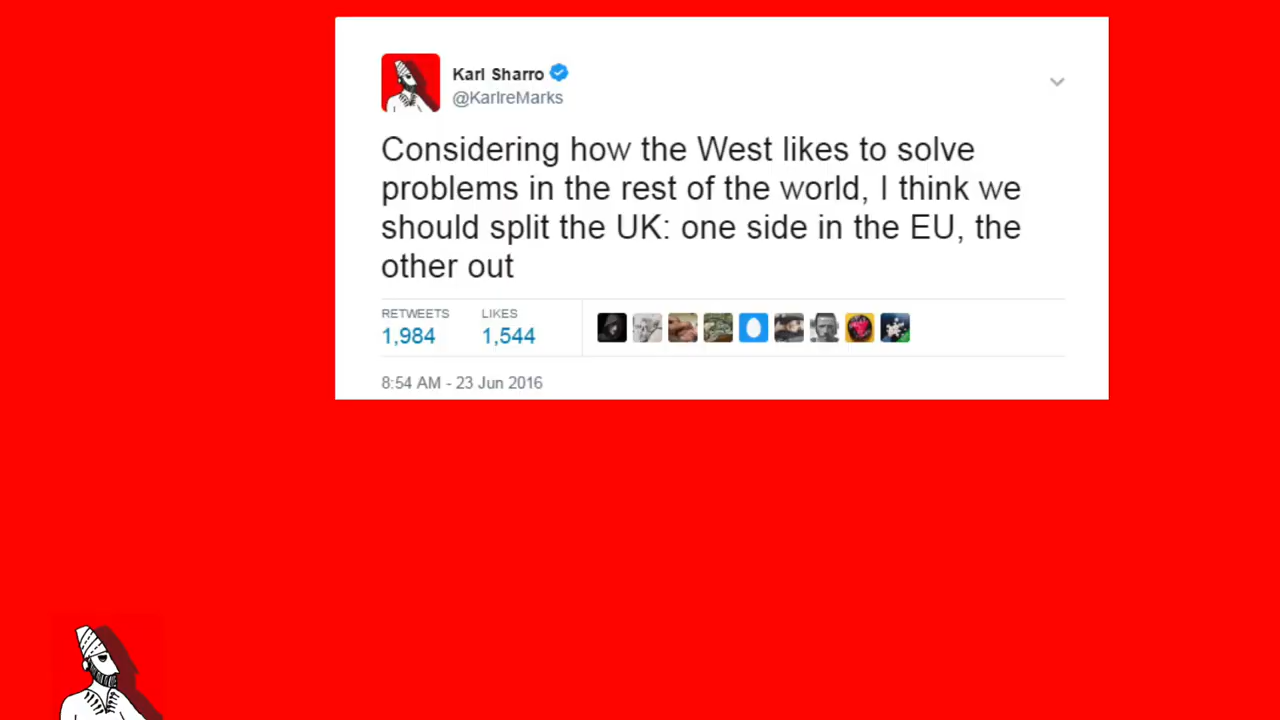 Karl Sharro
@KarlreMarks
Considering how the West likes to solve
problems in the rest of the world, I think we
should split the UK: one side in the EU, the
other out
RETWEETS LIKES
1,984 1,544
8:54 AM - 23 Jun 2016